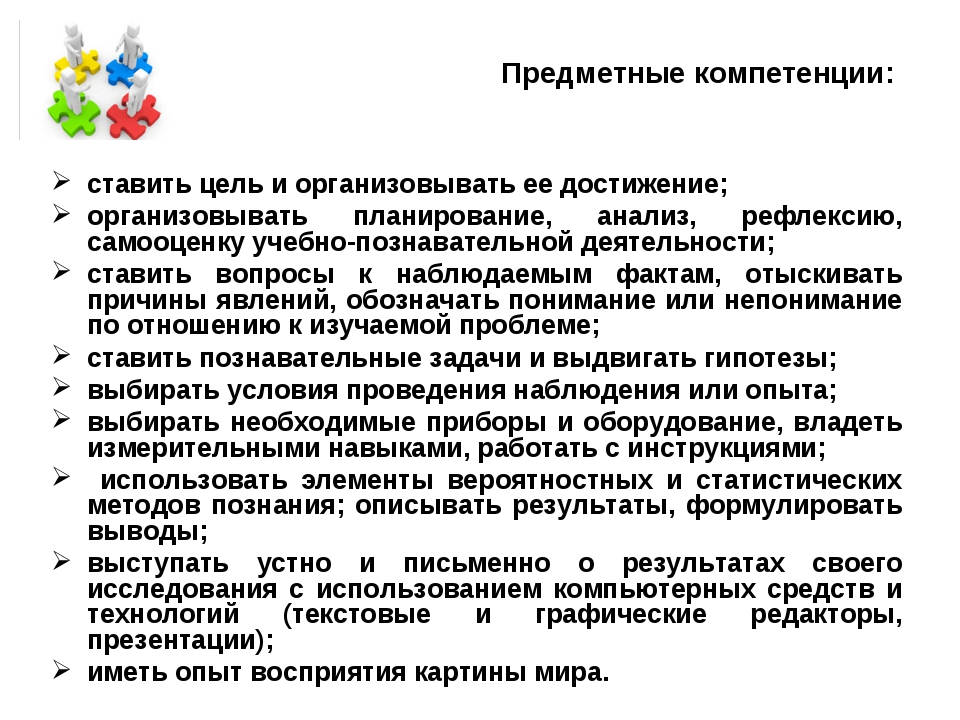 Предметные компетенции:
➢ ставить цель и организовывать ее достижение;
➢ организовывать планирование, анализ, рефлексию,
самооценку учебно-познавательной деятельности;
➢ ставить вопросы к наблюдаемым фактам, отыскивать
причины явлений, обозначать понимание или непонимание
по отношению к изучаемой проблеме;
➢ ставить познавательные задачи и выдвигать гипотезы;
➢ выбирать условия проведения наблюдения или опыта;
➢ выбирать необходимые приборы и оборудование, владеть
измерительными навыками, работать с инструкциями;
➢ использовать элементы вероятностных и статистических
методов познания; описывать результаты, формулировать
выводы;
➢ выступать устно и письменно о результатах своего
исследования с использованием компьютерных средств и
технологий (текстовые и графические редакторы,
презентации);
➢ иметь опыт восприятия картины мира.